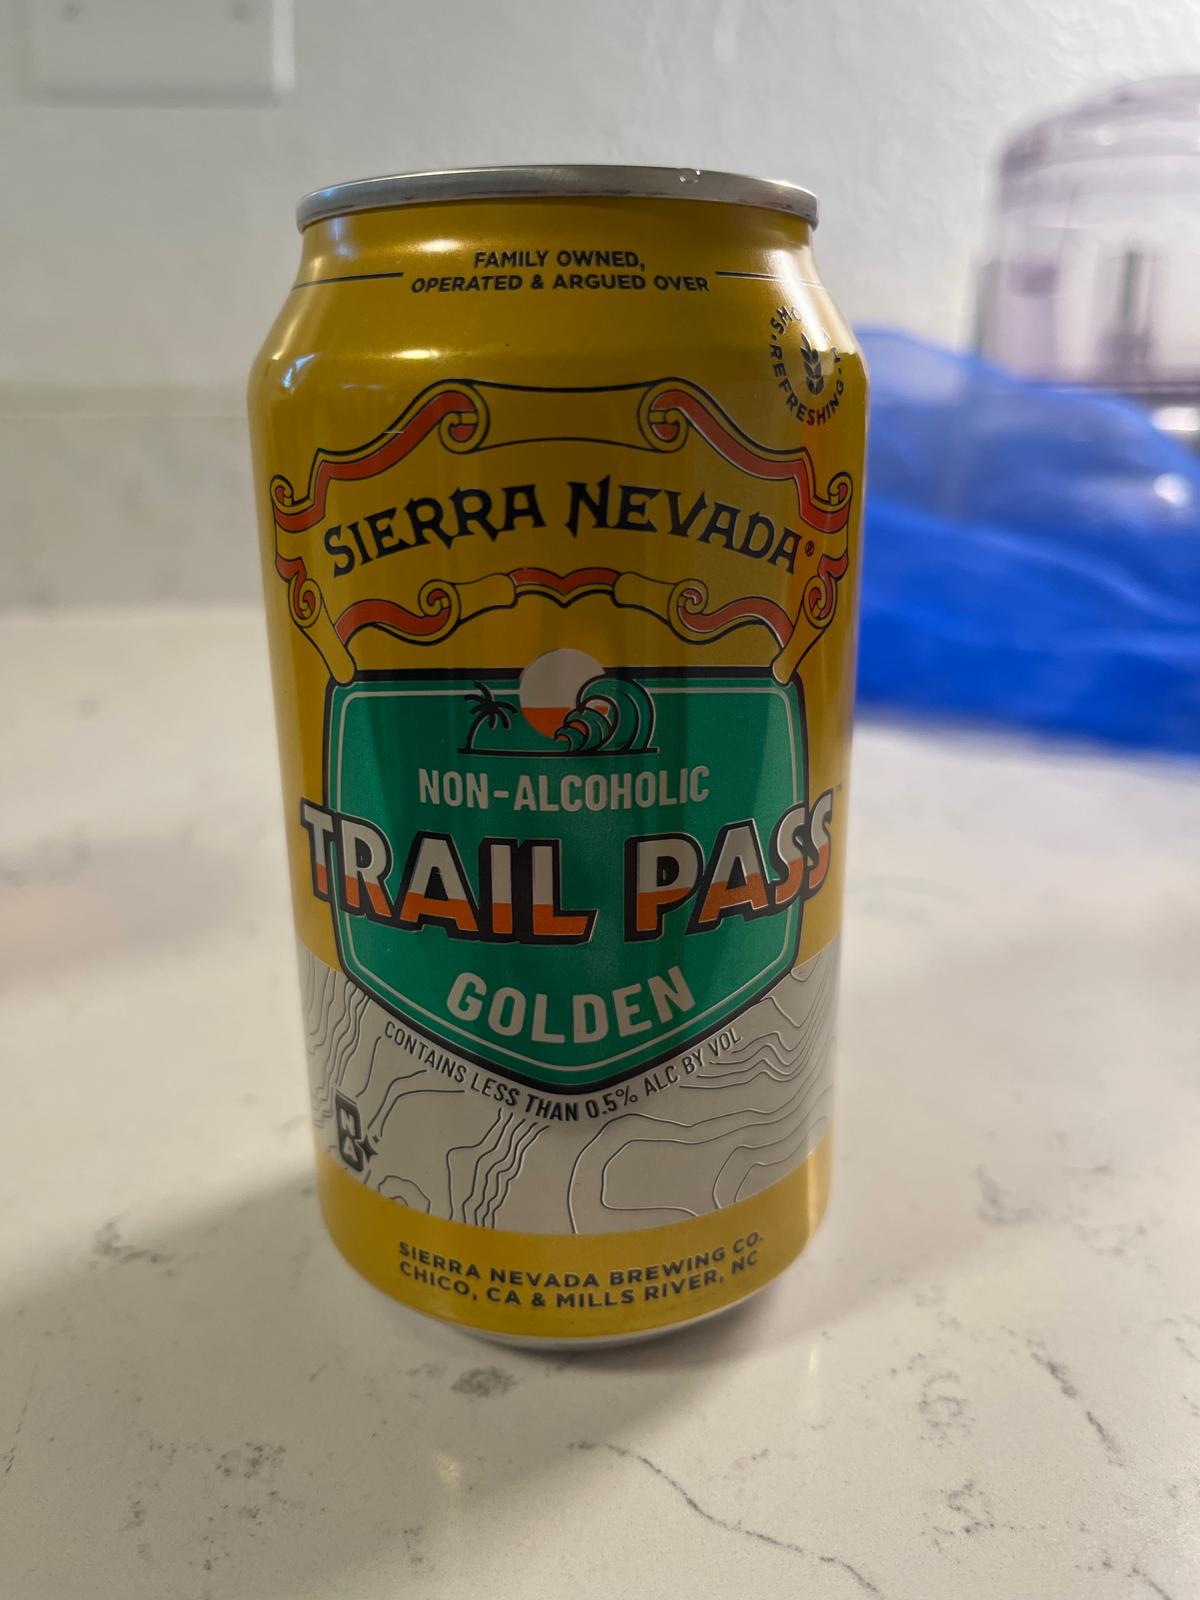 FAMILY OWNED,
OPERATED & ARGUED OVER
REFRESHING
SIERRA NEVADA®
NON-ALCOHOLIC
TRAIL PASS™
GOLDEN
CONTAINS LESS THAN 0.5% ALC BY VOL
NA
SIERRA NEVADA BREWING CO.
CHICO, CA & MILLS RIVER, NC